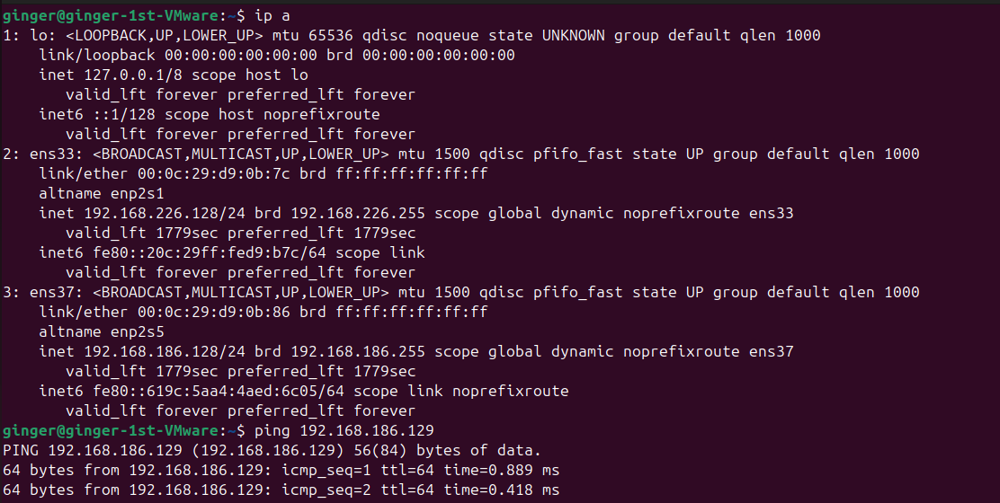 ginger@ginger-1st-VMware:~$ ip a
1: lo: <LOOPBACK,UP,LOWER_UP> mtu 65536 qdisc noqueue state UNKNOWN group default qlen 1000
    link/loopback 00:00:00:00:00:00 brd 00:00:00:00:00:00
    inet 127.0.0.1/8 scope host lo
       valid_lft forever preferred_lft forever
    inet6 ::1/128 scope host noprefixroute
       valid_lft forever preferred_lft forever
2: ens33: <BROADCAST,MULTICAST,UP,LOWER_UP> mtu 1500 qdisc pfifo_fast state UP group default qlen 1000
    link/ether 00:0c:29:d9:0b:7c brd ff:ff:ff:ff:ff:ff
    altname enp2s1
    inet 192.168.226.128/24 brd 192.168.226.255 scope global dynamic noprefixroute ens33
       valid_lft 1779sec preferred_lft 1779sec
    inet6 fe80::20c:29ff:fed9:b7c/64 scope link
       valid_lft forever preferred_lft forever
3: ens37: <BROADCAST,MULTICAST,UP,LOWER_UP> mtu 1500 qdisc pfifo_fast state UP group default qlen 1000
    link/ether 00:0c:29:d9:0b:86 brd ff:ff:ff:ff:ff:ff
    altname enp2s5
    inet 192.168.186.128/24 brd 192.168.186.255 scope global dynamic noprefixroute ens37
       valid_lft 1779sec preferred_lft 1779sec
    inet6 fe80::619c:5aa4:4aed:6c05/64 scope link noprefixroute
       valid_lft forever preferred_lft forever
ginger@ginger-1st-VMware:~$ ping 192.168.186.129
PING 192.168.186.129 (192.168.186.129) 56(84) bytes of data.
64 bytes from 192.168.186.129: icmp_seq=1 ttl=64 time=0.889 ms
64 bytes from 192.168.186.129: icmp_seq=2 ttl=64 time=0.418 ms